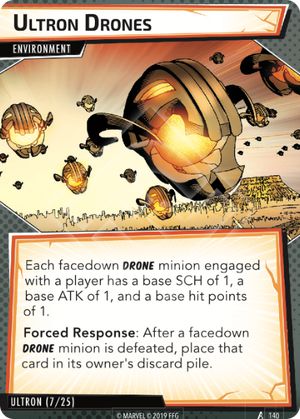 ULTRON DRONES
ENVIRONMENT
Each facedown DRONE minion engaged
with a player has a base SCH of 1, a
base ATK of 1, and a base hit points
of 1.
Forced Response: After a facedown
DRONE minion is defeated, place that
card in its owner's discard pile.
ULTRON (7/25)
© MARVEL © 2019 FFG
140